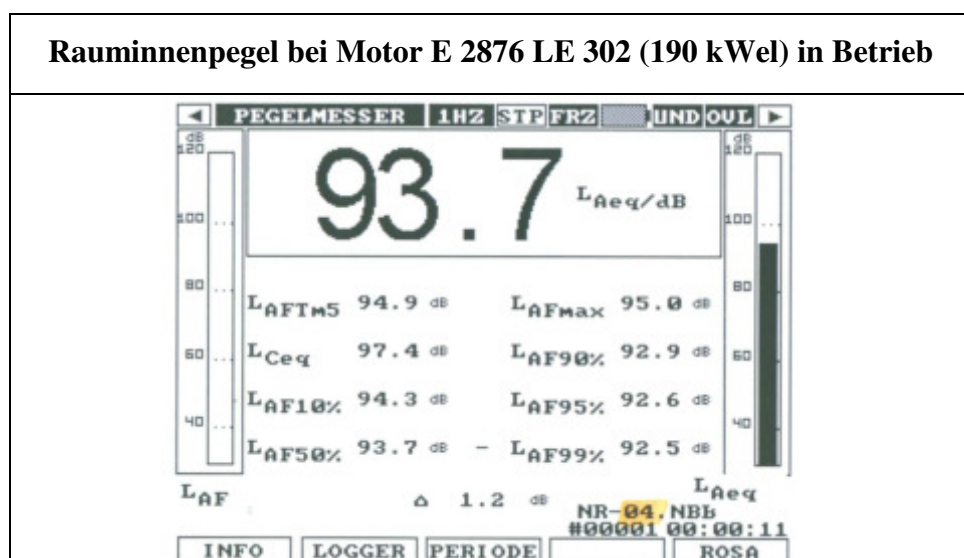 Rauminnenpegel bei Motor E 2876 LE 302 (190 kWel) in Betrieb
◄ PEGELMESSER 1HZ STP FRZ UND OVL ►
dB dB
120 120
93.7 LAeq/dB
100 100
80 80
LAFTm5 94.9 dB LAFmax 95.0 dB
60 LCeq 97.4 dB LAF90% 92.9 dB 60
LAF10% 94.3 dB LAF95% 92.6 dB
40 40
LAF50% 93.7 dB - LAF99% 92.5 dB
LAF LAeq
Δ 1.2 dB
NR-04.NBB
#00001 00:00:11
INFO LOGGER PERIODE ROSA